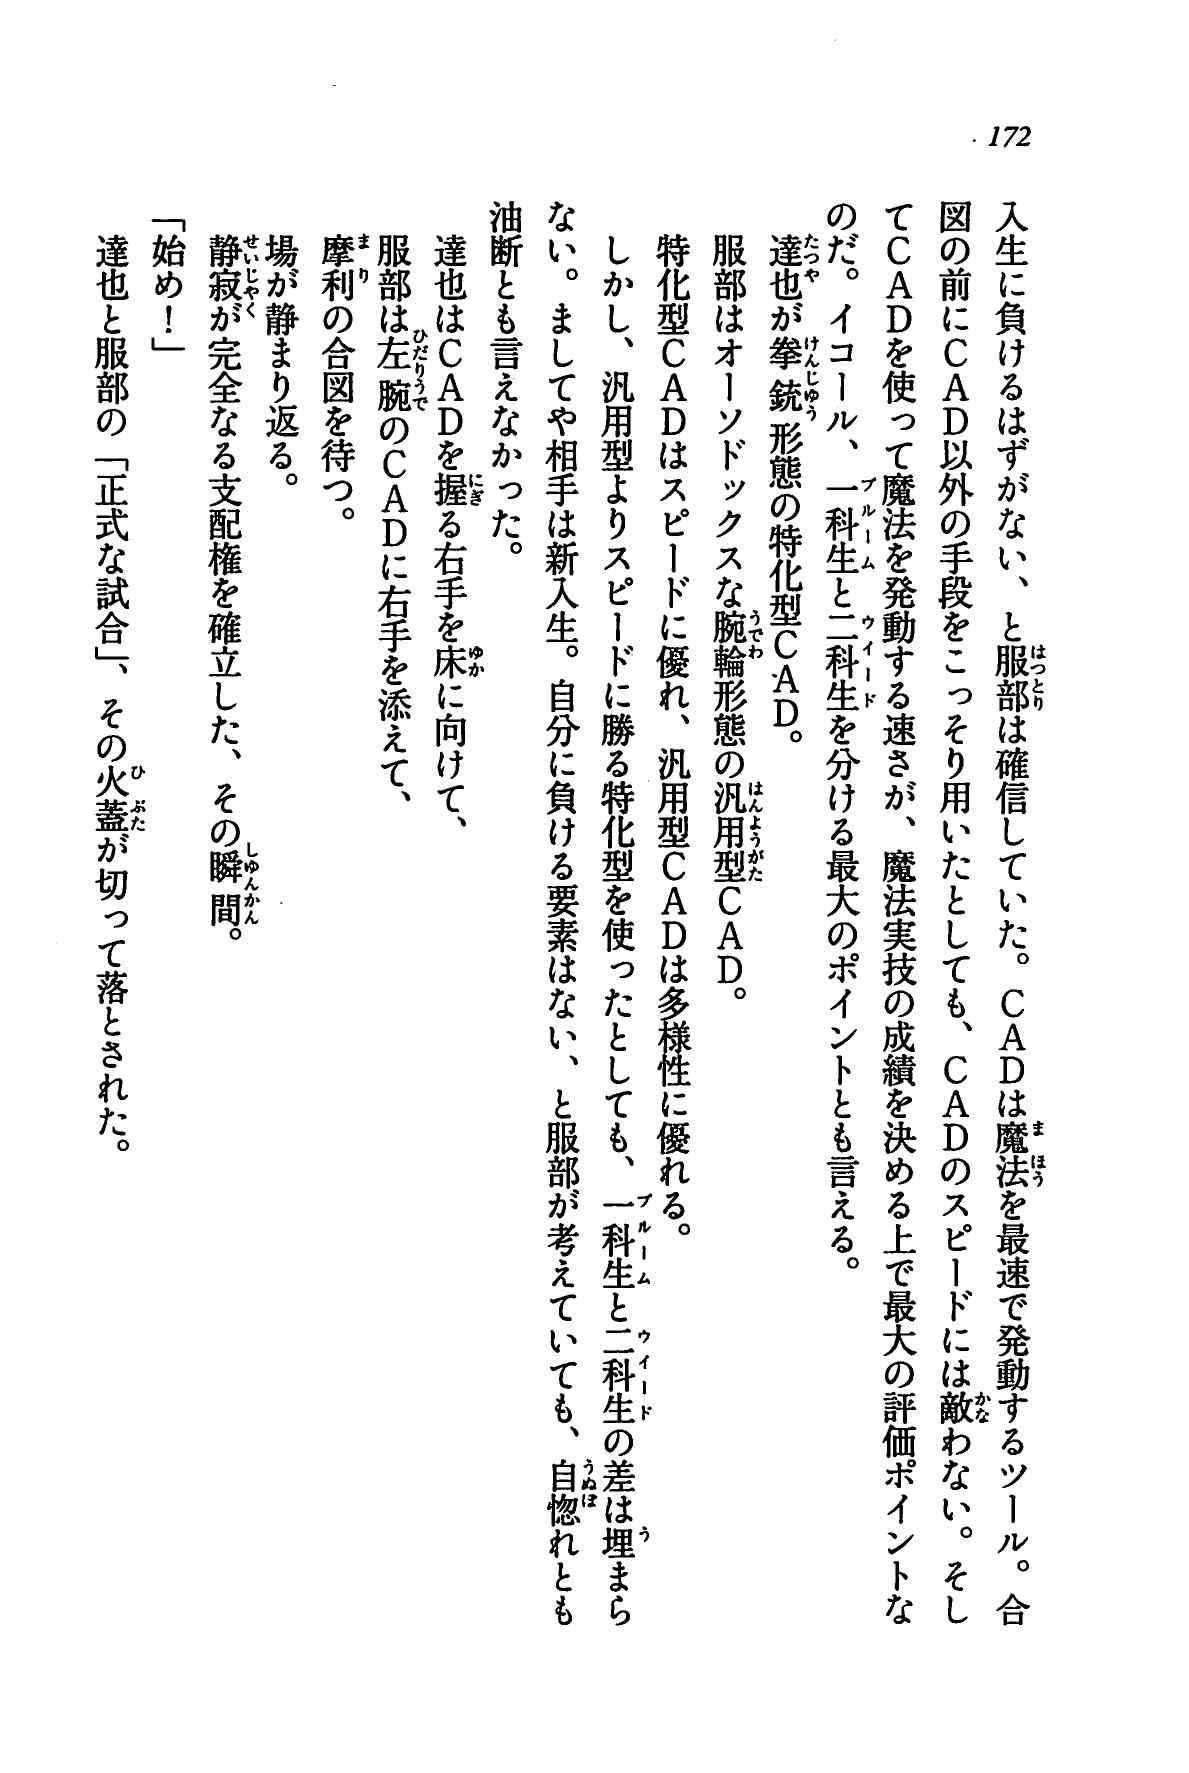 172
入生に負けるはずがない、と服部は確信していた。CADは魔法を最速で発動するツール。合
図の前にCAD以外の手段をこっそり用いたとしても、CADのスピードには敵わない。そし
てCADを使って魔法を発動する速さが、魔法実技の成績を決める上で最大の評価ポイントな
のだ。イコール、一科生と二科生を分ける最大のポイントとも言える。
達也が拳銃形態の特化型CAD。
服部はオーソドックスな腕輪形態の汎用型CAD。
特化型CADはスピードに優れ、汎用型CADは多様性に優れる。
しかし、汎用型よりスピードに勝る特化型を使ったとしても、一科生と二科生の差は埋まら
ない。ましてや相手は新入生。自分に負ける要素はない、と服部が考えていても、自惚れとも
油断とも言えなかった。
達也はCADを握る右手を床に向けて、
服部は左腕のCADに右手を添えて、
摩利の合図を待つ。
場が静まり返る。
静寂が完全なる支配権を確立した、その瞬間。
「始め！」
達也と服部の「正式な試合」、その火蓋が切って落とされた。